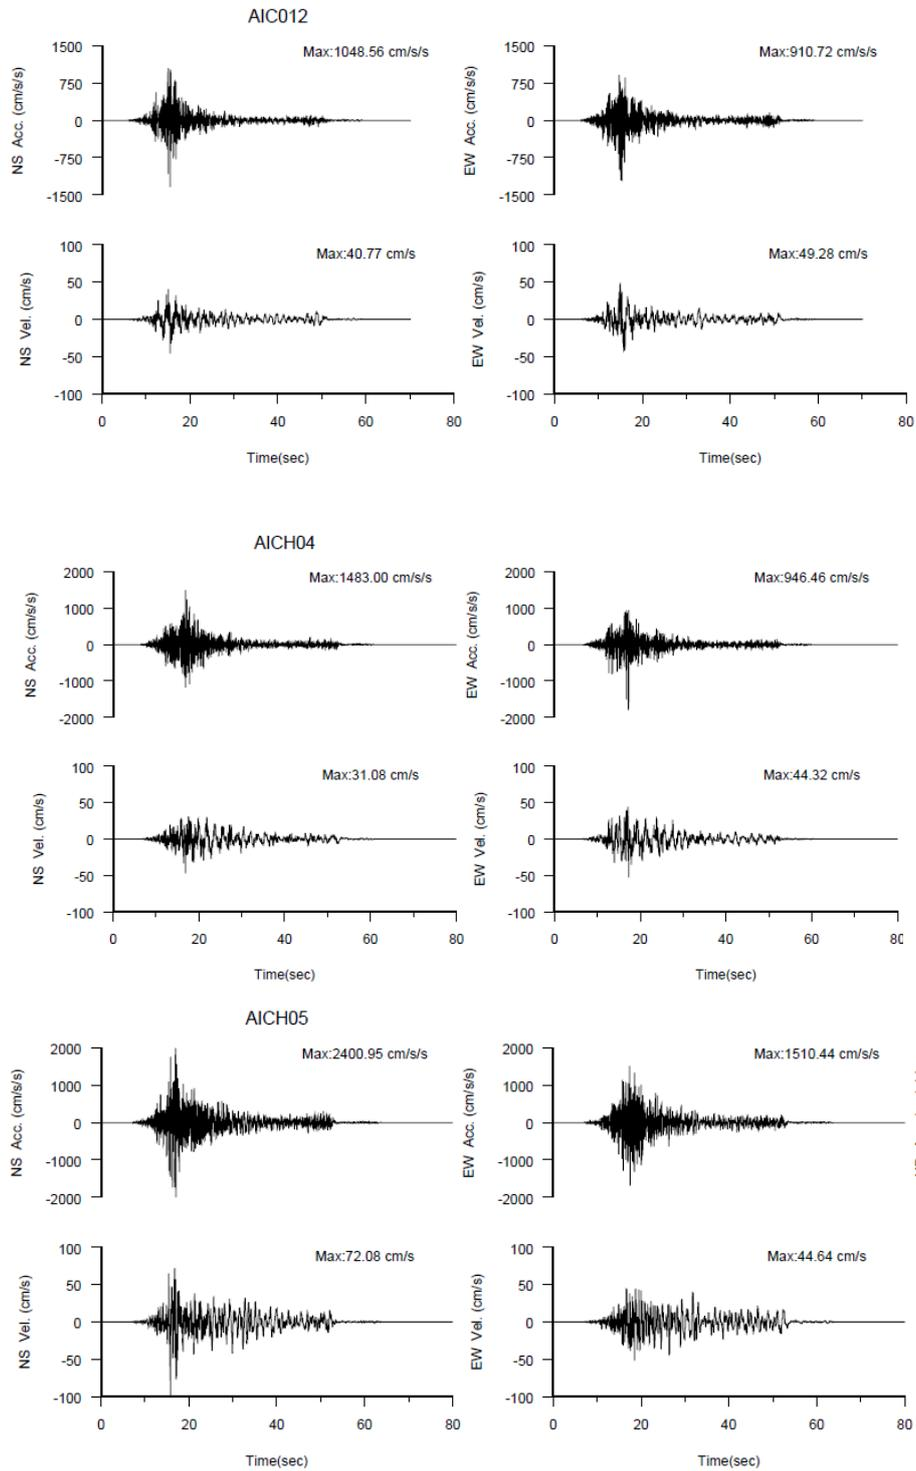 AIC012
NS Acc. (cm/s/s)
1500
750
0
-750
-1500
Max:1048.56 cm/s/s
EW Acc. (cm/s/s)
1500
750
0
-750
-1500
Max:910.72 cm/s/s
NS Vel. (cm/s)
100
50
0
-50
-100
Max:40.77 cm/s
0 20 40 60 80
Time(sec)
EW Vel. (cm/s)
100
50
0
-50
-100
Max:49.28 cm/s
0 20 40 60 80
Time(sec)
AICH04
NS Acc. (cm/s/s)
2000
1000
0
-1000
-2000
Max:1483.00 cm/s/s
EW Acc. (cm/s/s)
2000
1000
0
-1000
-2000
Max:946.46 cm/s/s
NS Vel. (cm/s)
100
50
0
-50
-100
Max:31.08 cm/s
0 20 40 60 80
Time(sec)
EW Vel. (cm/s)
100
50
0
-50
-100
Max:44.32 cm/s
0 20 40 60 80
Time(sec)
AICH05
NS Acc. (cm/s/s)
2000
1000
0
-1000
-2000
Max:2400.95 cm/s/s
EW Acc. (cm/s/s)
2000
1000
0
-1000
-2000
Max:1510.44 cm/s/s
NS Vel. (cm/s)
100
50
0
-50
-100
Max:72.08 cm/s
0 20 40 60 80
Time(sec)
EW Vel. (cm/s)
100
50
0
-50
-100
Max:44.64 cm/s
0 20 40 60 80
Time(sec)